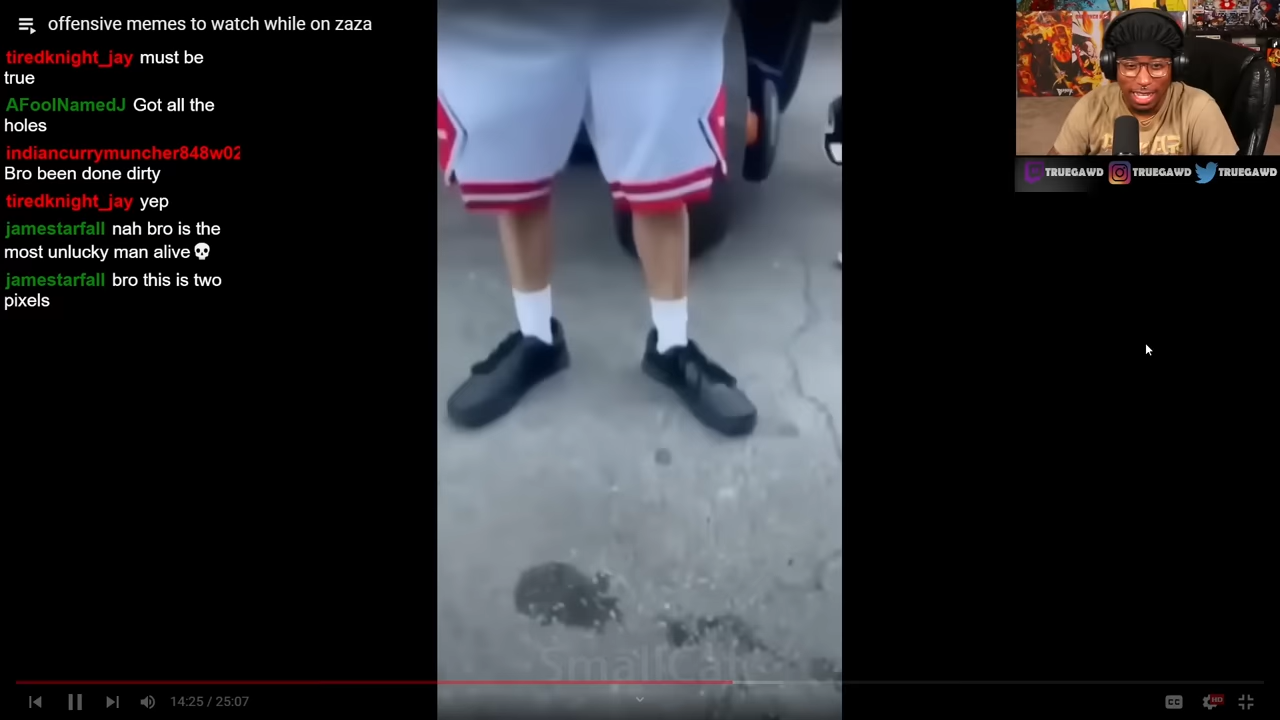 offensive memes to watch while on zaza
tiredknight_jay must be
true
AFoolNamedJ Got all the
holes
indiancurrymuncher848w02
Bro been done dirty
tiredknight_jay yep
jamestarfall nah bro is the
most unlucky man alive💀
jamestarfall bro this is two
pixels
TRUEGAWD TRUEGAWD TRUEGAWD
14:25 / 25:07
CC HD